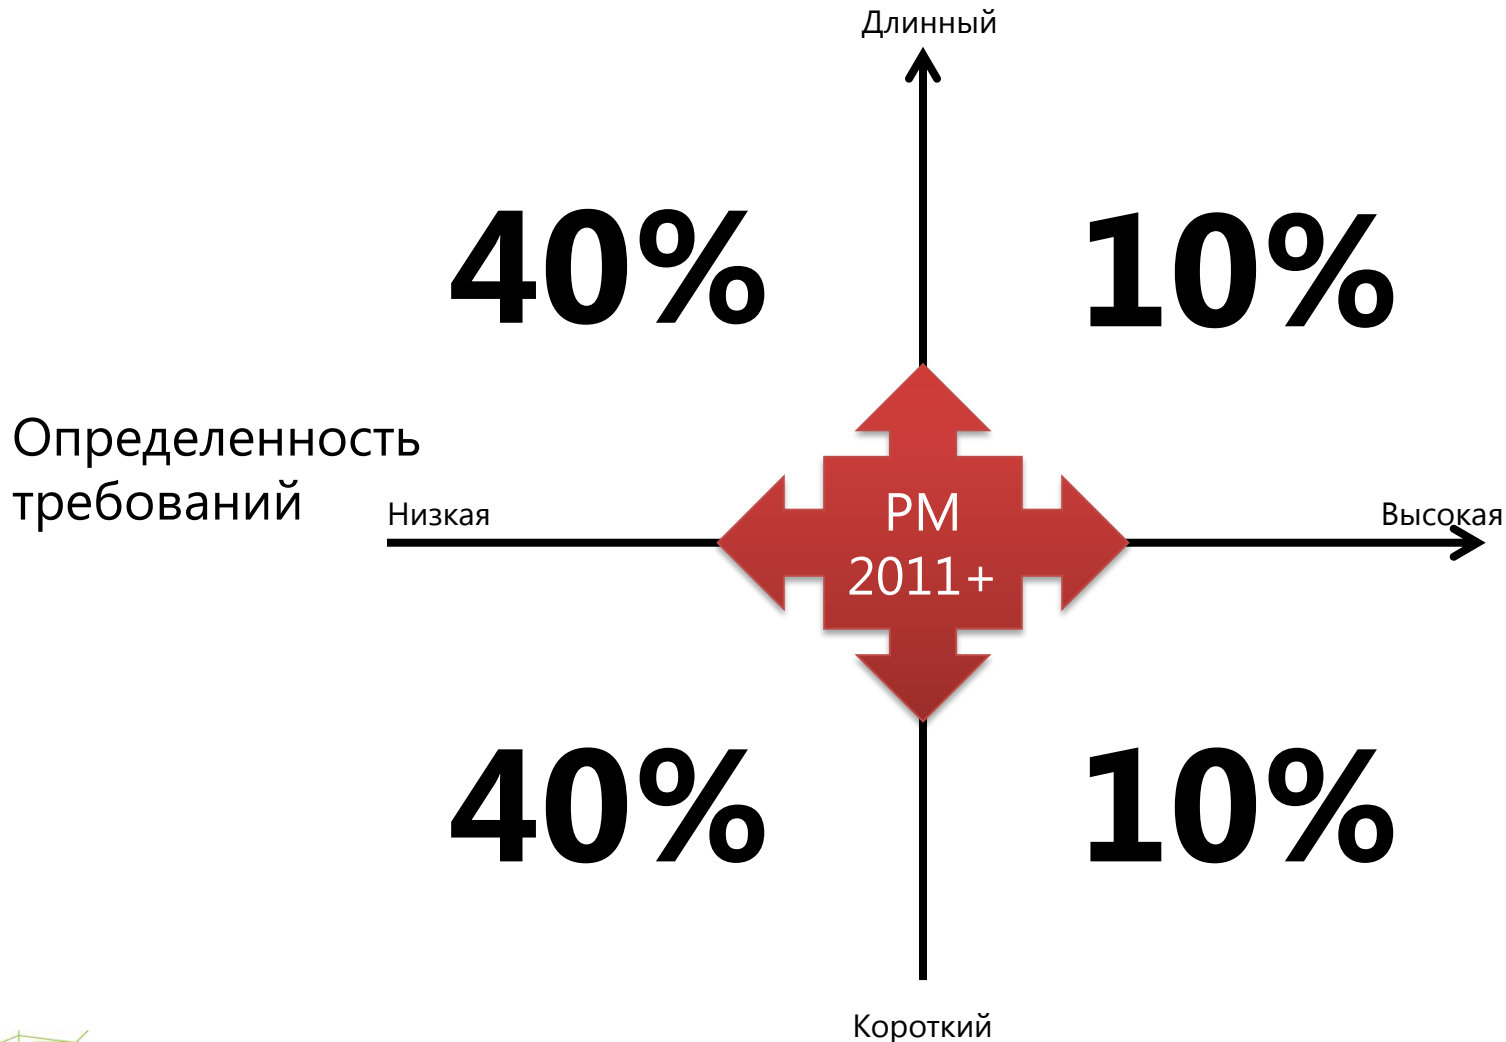 Длинный
40%
10%
Определенность
требований
Низкая
Высокая
PM
2011+
40%
10%
Короткий